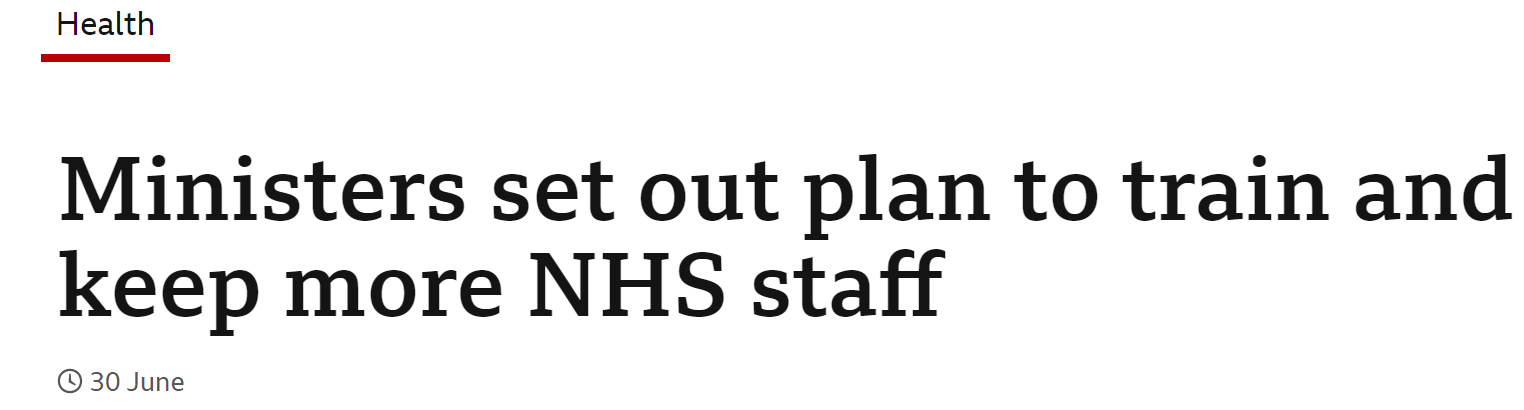 Health
Ministers set out plan to train and
keep more NHS staff
30 June